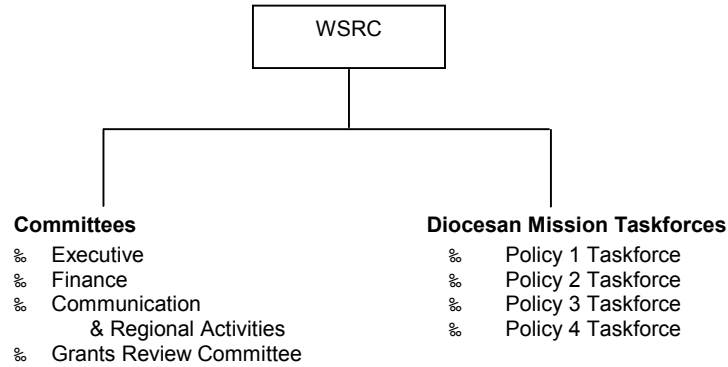 WSRC
Committees
‰ Executive
‰ Finance
‰ Communication
& Regional Activities
‰ Grants Review Committee
Diocesan Mission Taskforces
‰ Policy 1 Taskforce
‰ Policy 2 Taskforce
‰ Policy 3 Taskforce
‰ Policy 4 Taskforce